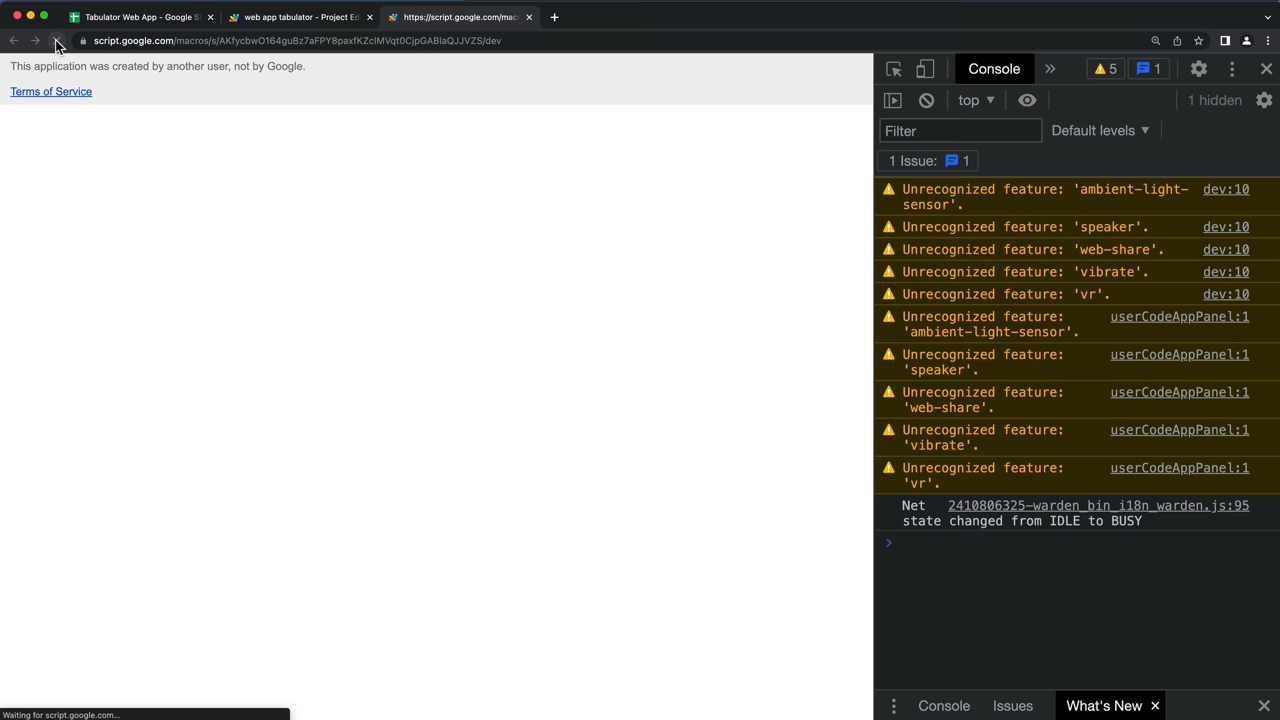 Tabulator Web App - Google S
web app tabulator - Project Edi
https://script.google.com/mac
script.google.com/macros/s/AKfycbwO164guBz7aFPY8paxfKZclMVqt0CjpGABIaQJJVZS/dev
This application was created by another user, not by Google.
Terms of Service
Console
5
1
top
1 hidden
Filter
Default levels
1 Issue: 1
Unrecognized feature: 'ambient-light- dev:10
sensor'.
Unrecognized feature: 'speaker'. dev:10
Unrecognized feature: 'web-share'. dev:10
Unrecognized feature: 'vibrate'. dev:10
Unrecognized feature: 'vr'. dev:10
Unrecognized feature: userCodeAppPanel:1
'ambient-light-sensor'.
Unrecognized feature: userCodeAppPanel:1
'speaker'.
Unrecognized feature: userCodeAppPanel:1
'web-share'.
Unrecognized feature: userCodeAppPanel:1
'vibrate'.
Unrecognized feature: userCodeAppPanel:1
'vr'.
Net 2410806325-warden_bin_i18n_warden.js:95
state changed from IDLE to BUSY
Console
Issues
What's New
Waiting for script.google.com...